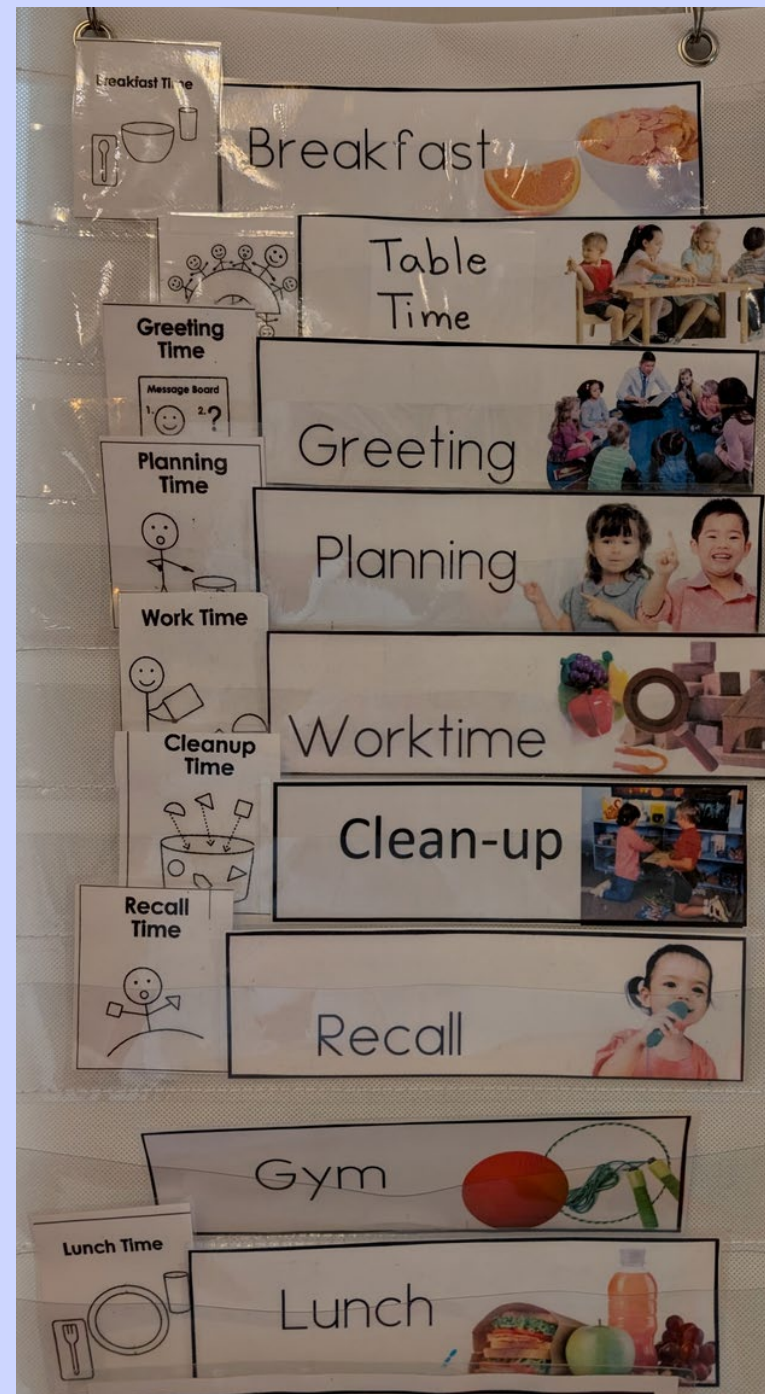 Breakfast Time
Breakfast
Table
Time
Greeting
Time
Message Board
1. 2.?
Greeting
Planning
Time
Planning
Work Time
Worktime
Cleanup
Time
Clean-up
Recall
Time
Recall
Gym
Lunch Time
Lunch